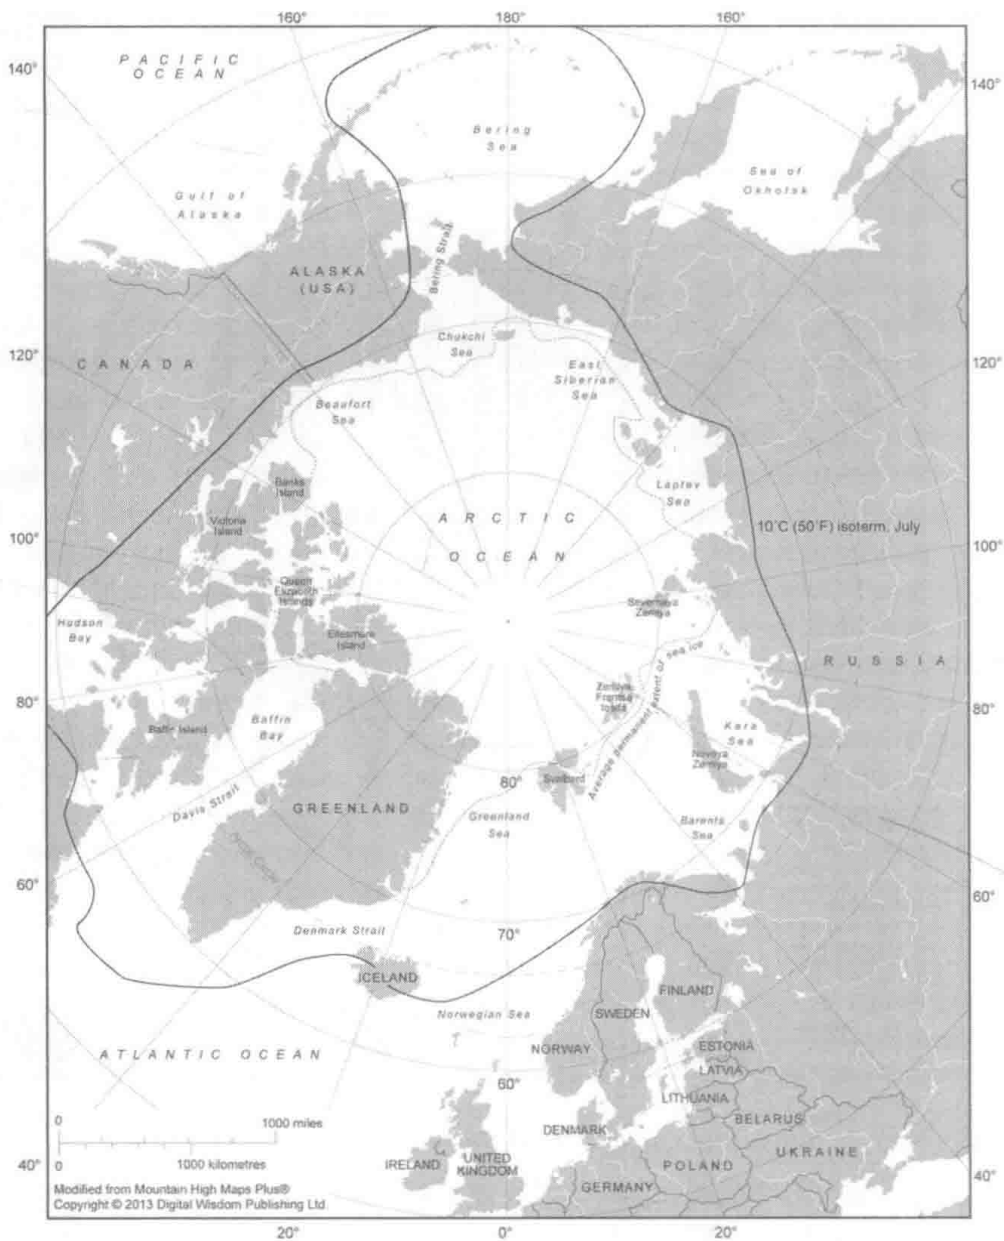 160°
180°
160°
140°
PACIFIC
OCEAN
140°
Bering
Sea
Sea of
Okhotsk
Gulf of
Alaska
Bering Strait
ALASKA
(USA)
Chukchi
Sea
120°
CANADA
East
Siberian
Sea
120°
Beaufort
Sea
Banks
Island
Laptev
Sea
Victoria
Island
ARCTIC
OCEAN
10°C (50°F) isoterm, July
100°
100°
Queen
Elizabeth
Islands
Severnaya
Zemlya
Hudson
Bay
Ellesmere
Island
RUSSIA
Average permanent extent of sea ice
80°
Zemlya
Frantsa
Iosifa
80°
Baffin Island
Baffin
Bay
Kara
Sea
Novaya
Zemlya
Svalbard
80°
Davis Strait
GREENLAND
Greenland
Sea
Barents
Sea
Arctic Circle
60°
60°
Denmark Strait
70°
ICELAND
FINLAND
Norwegian Sea
SWEDEN
ATLANTIC OCEAN
NORWAY
ESTONIA
LATVIA
60°
LITHUANIA
BELARUS
0
1000 miles
DENMARK
0
1000 kilometres
40°
IRELAND
UNITED
KINGDOM
POLAND
UKRAINE
40°
GERMANY
Modified from Mountain High Maps Plus®
Copyright © 2013 Digital Wisdom Publishing Ltd.
20°
0°
20°